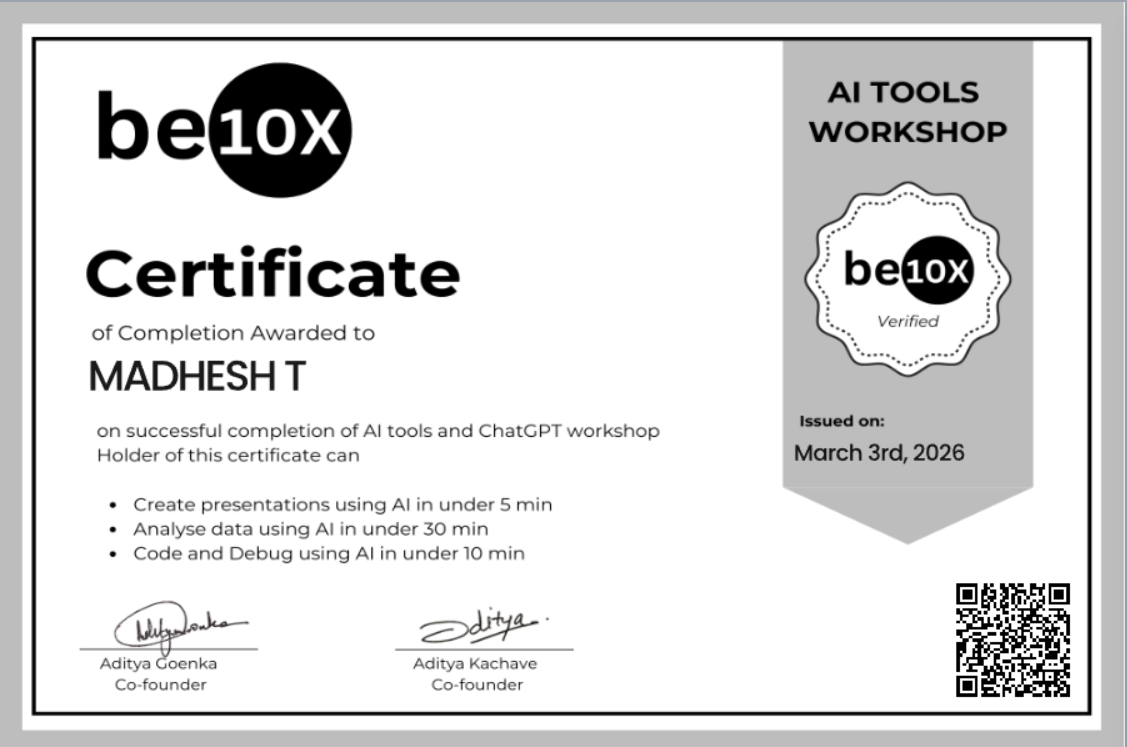 be10X
Certificate
of Completion Awarded to
MADHESH T
on successful completion of AI tools and ChatGPT workshop
Holder of this certificate can
• Create presentations using AI in under 5 min
• Analyse data using AI in under 30 min
• Code and Debug using AI in under 10 min
Aditya
Aditya Goenka
Co-founder
Aditya Kachave
Co-founder
AI TOOLS
WORKSHOP
be10X
Verified
Issued on:
March 3rd, 2026